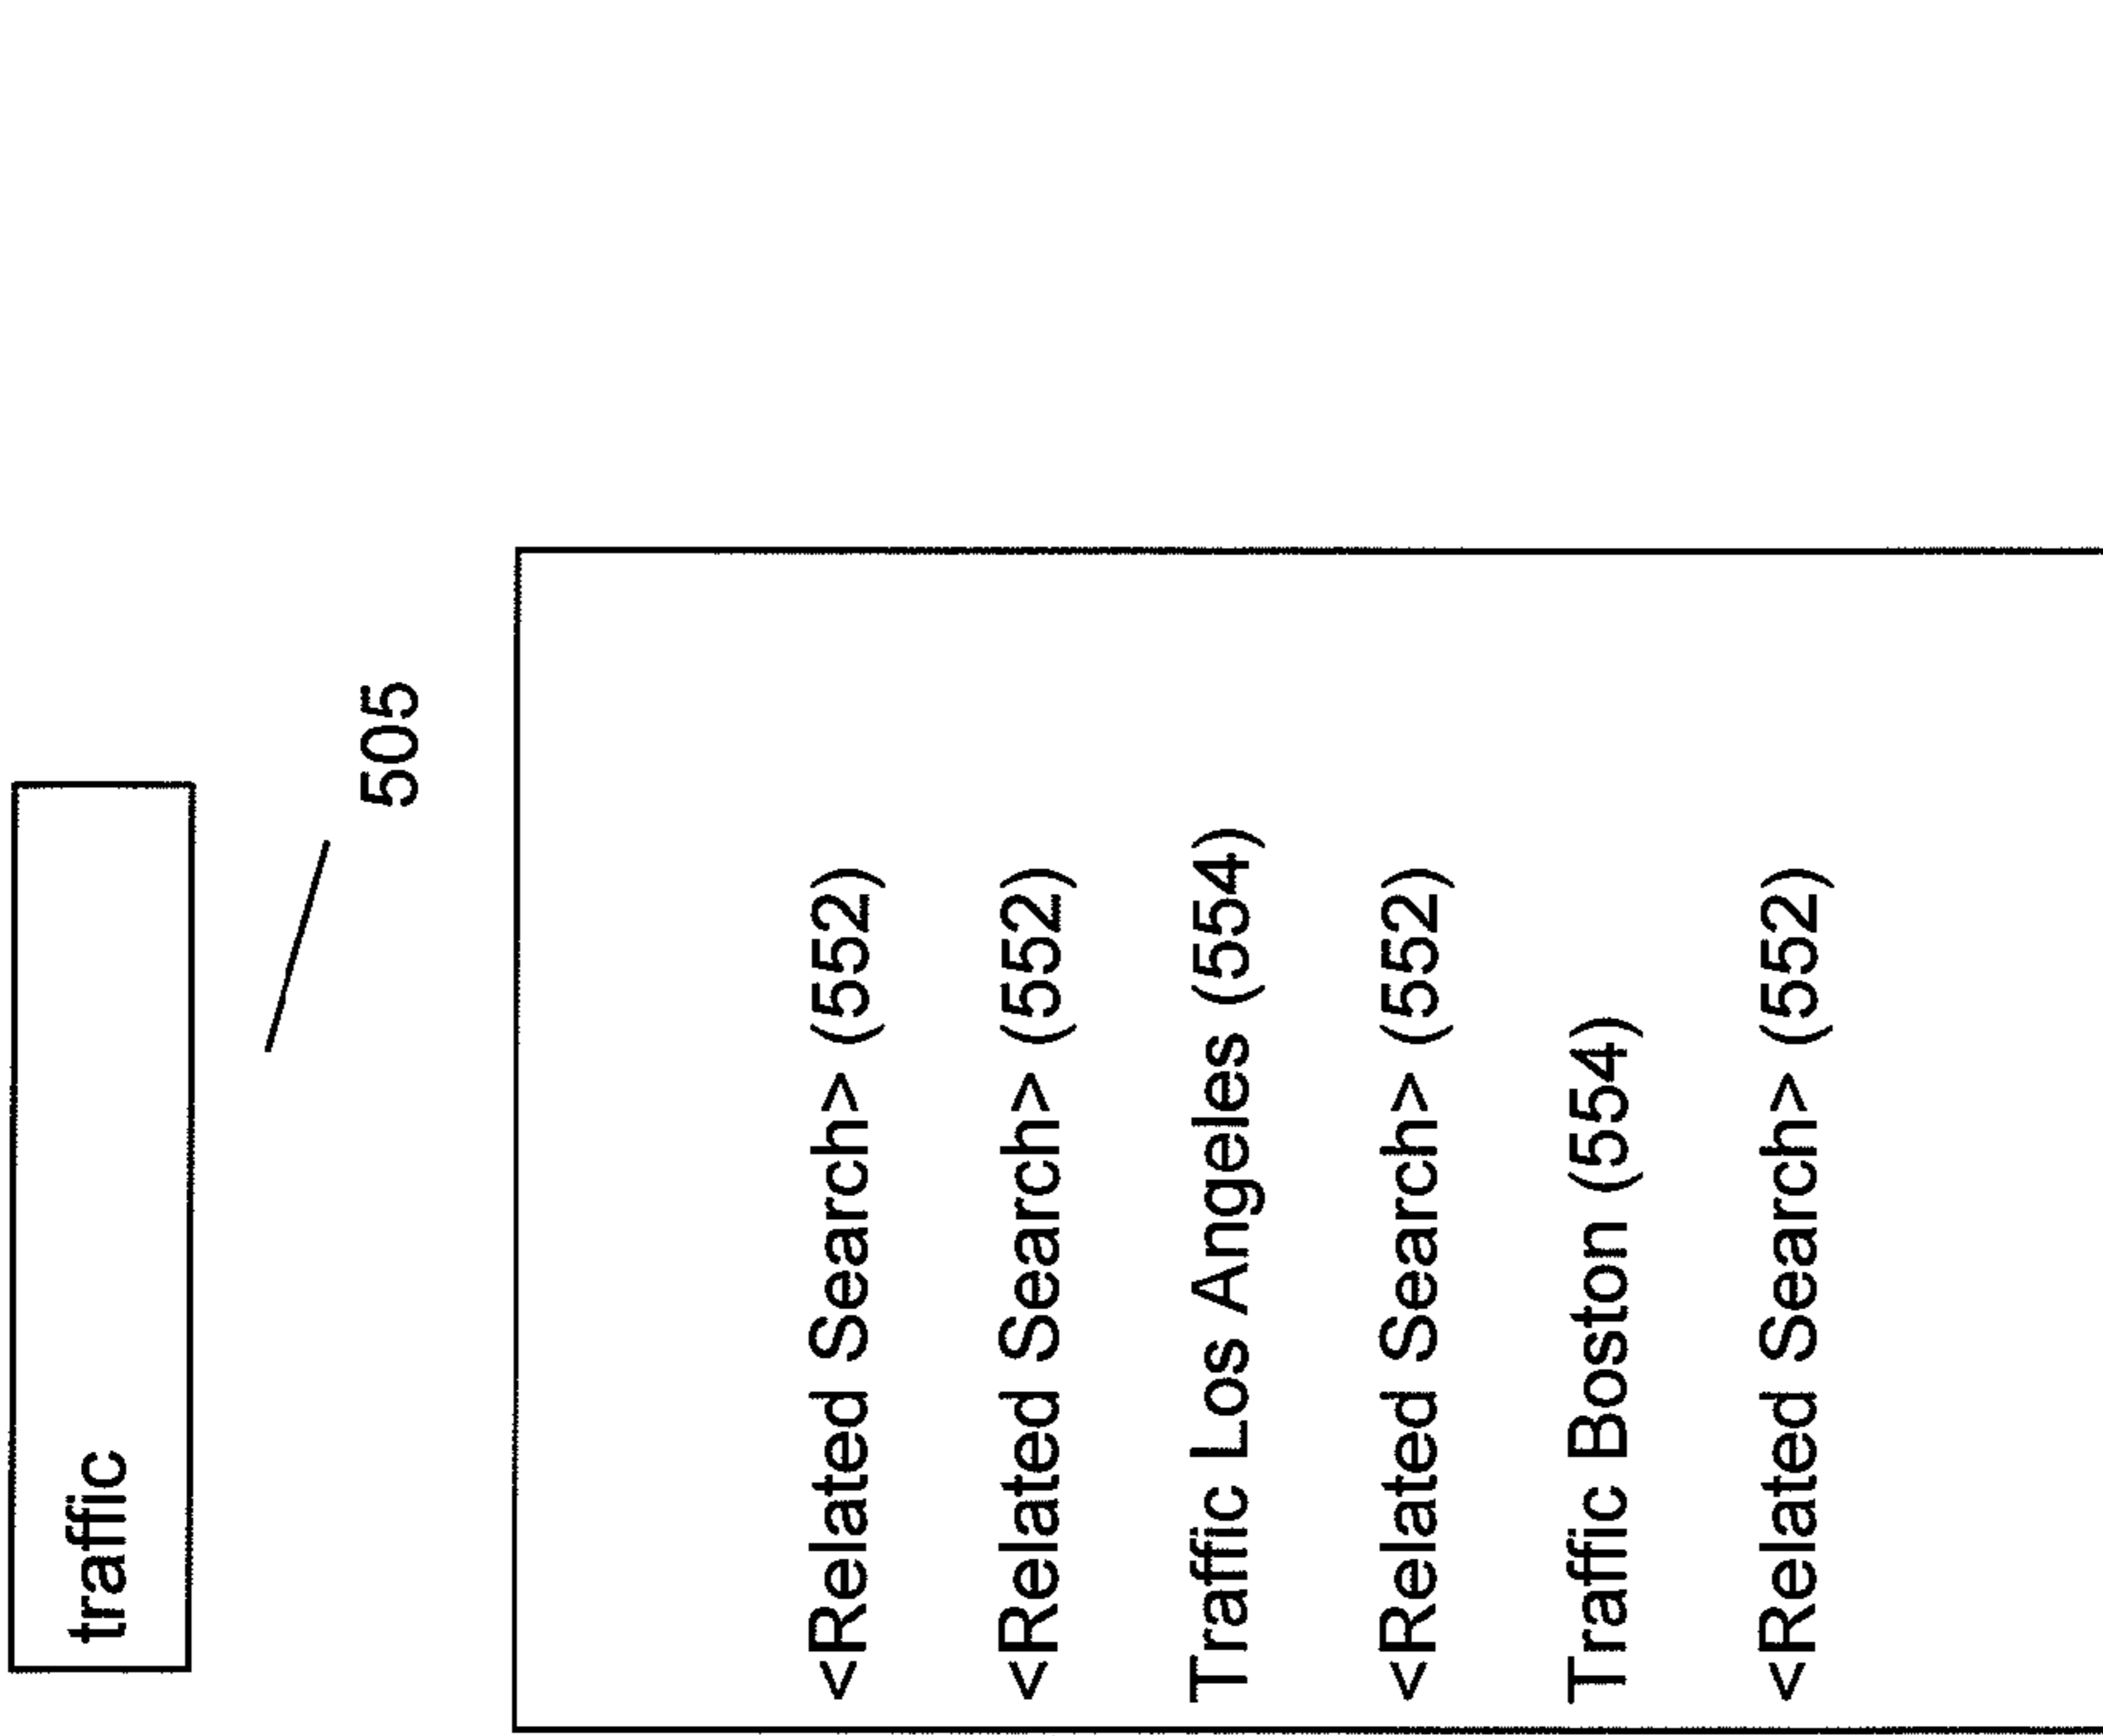 traffic
505
<Related Search> (552)
<Related Search> (552)
Traffic Los Angeles (554)
<Related Search> (552)
Traffic Boston (554)
<Related Search> (552)